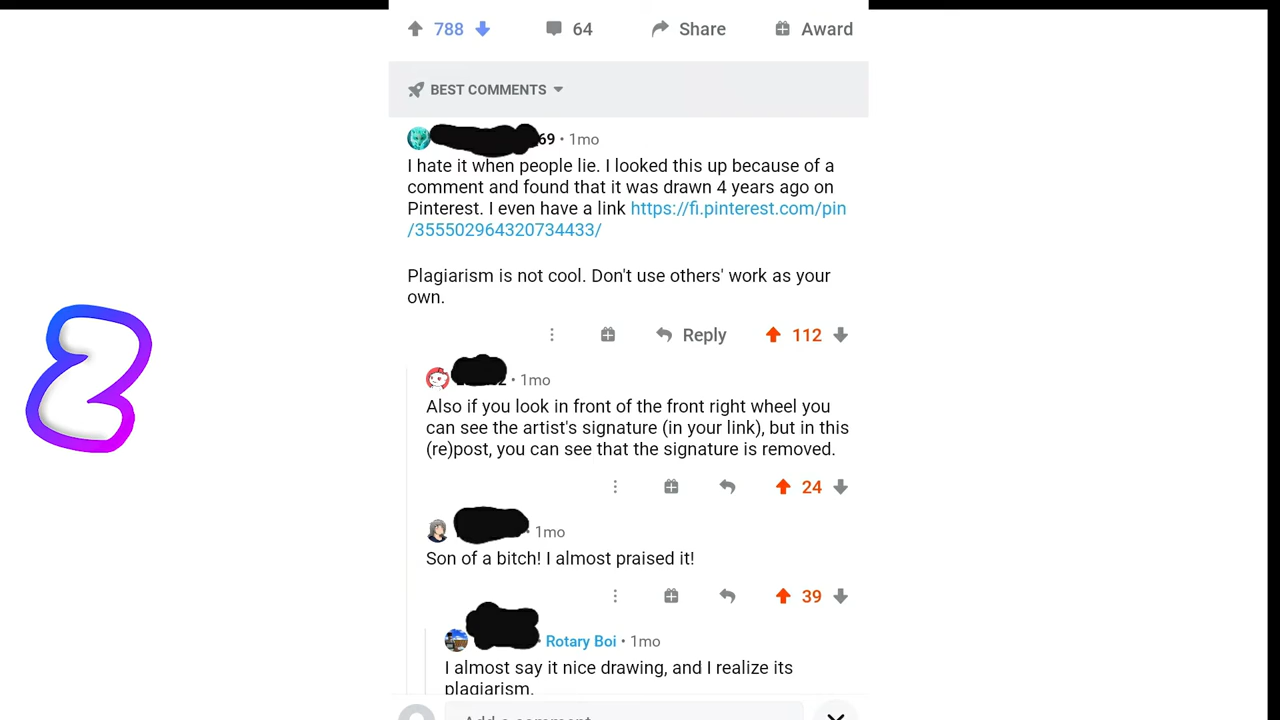 788 64 Share Award
BEST COMMENTS
69 • 1mo
I hate it when people lie. I looked this up because of a
comment and found that it was drawn 4 years ago on
Pinterest. I even have a link https://fi.pinterest.com/pin
/355502964320734433/
Plagiarism is not cool. Don't use others' work as your
own.
Reply 112
• 1mo
Also if you look in front of the front right wheel you
can see the artist's signature (in your link), but in this
(re)post, you can see that the signature is removed.
24
1mo
Son of a bitch! I almost praised it!
39
Rotary Boi • 1mo
I almost say it nice drawing, and I realize its
plagiarism.
Add a comment